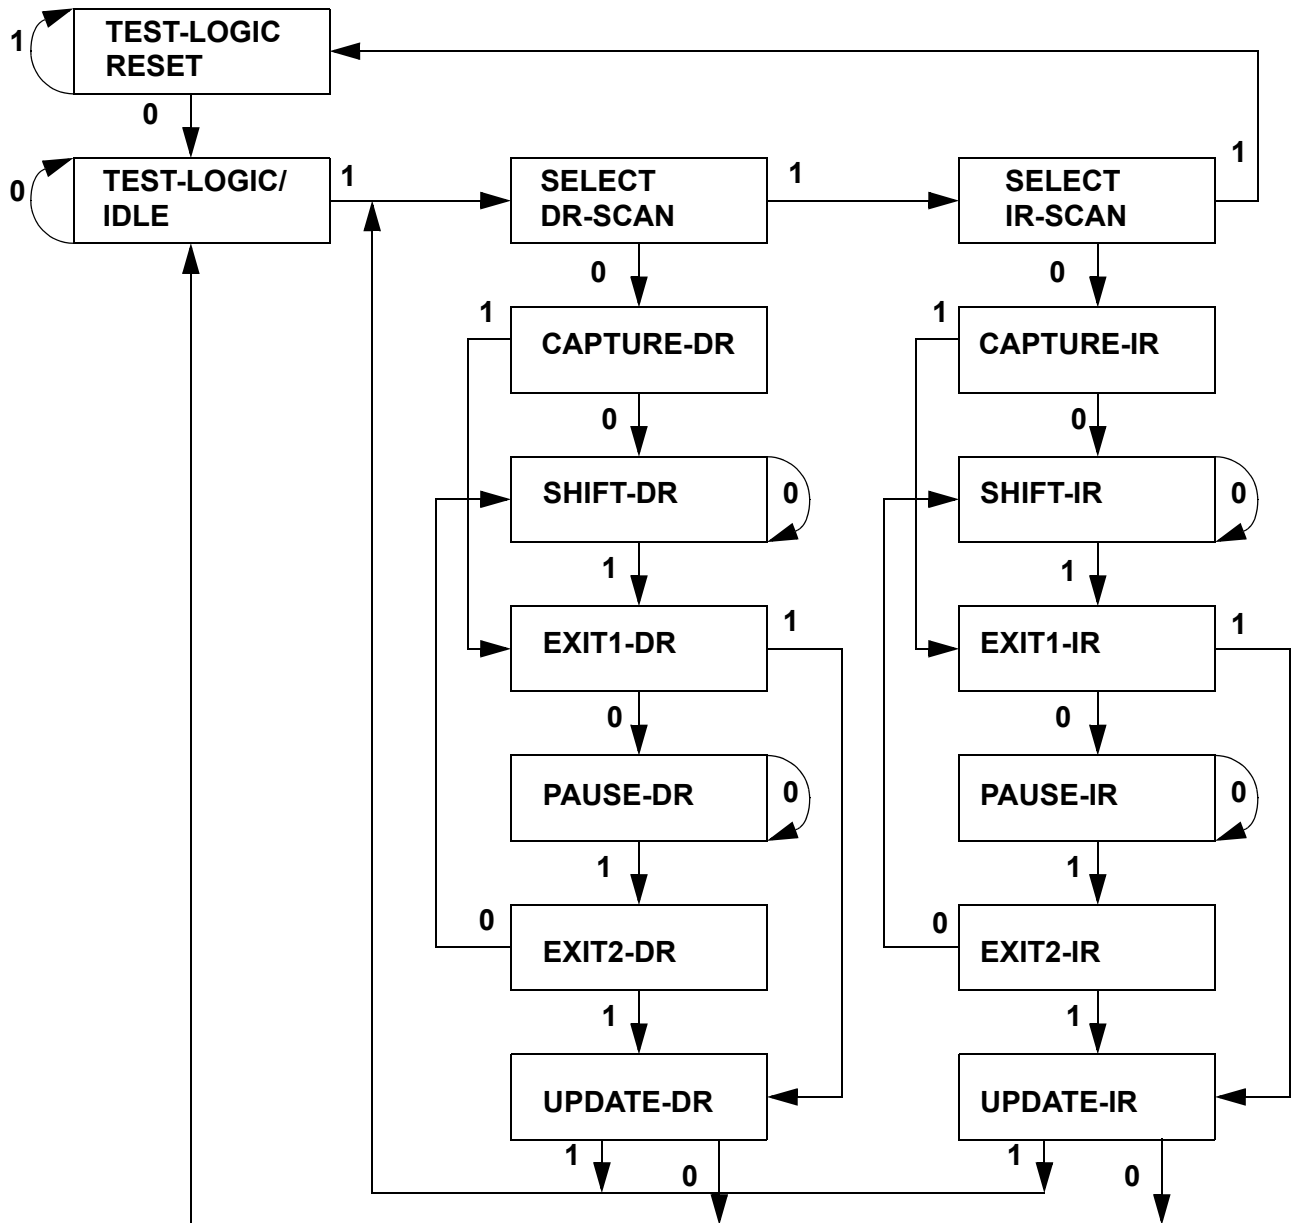 1
TEST-LOGIC
RESET
0
0
TEST-LOGIC/
IDLE
1
SELECT
DR-SCAN
1
SELECT
IR-SCAN
1
0
0
1
CAPTURE-DR
1
CAPTURE-IR
0
0
SHIFT-DR
0
SHIFT-IR
0
1
1
EXIT1-DR
1
EXIT1-IR
1
0
0
PAUSE-DR
0
PAUSE-IR
0
1
1
0
EXIT2-DR
0
EXIT2-IR
1
1
UPDATE-DR
UPDATE-IR
1
0
1
0